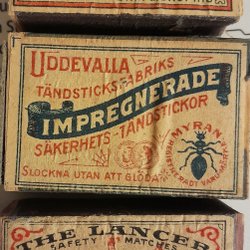 UDDEVALLA
TÄNDSTICKSFABRIKS
IMPREGNERADE
SÄKERHETS-TÄNDSTICKOR
MYRAN
SLOCKNA UTAN ATT GLÖDA
THE LANCER
SAFETY MATCHES